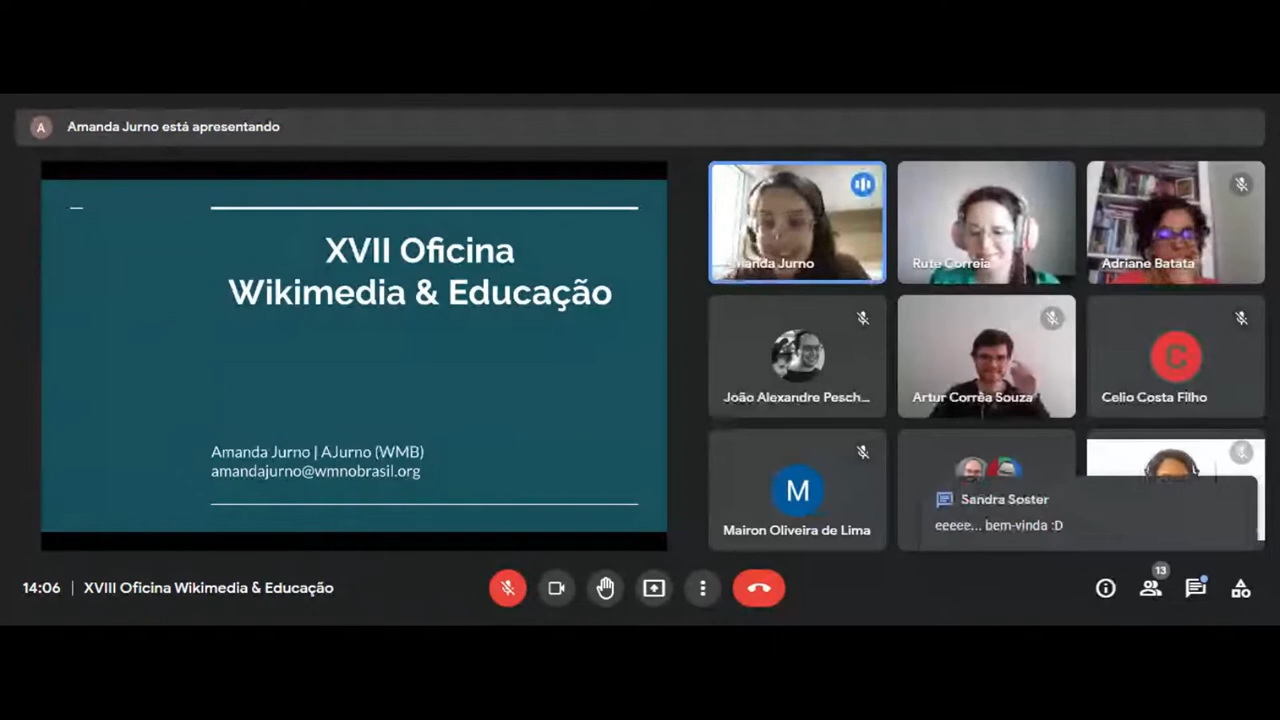 A
Amanda Jurno está apresentando
XVII Oficina
Wikimedia & Educação
Amanda Jurno | AJurno (WMB)
amandajurno@wmnobrasil.org
Amanda Jurno
Rute Correia
Adriane Batata
João Alexandre Pesch...
Artur Corrêa Souza
C
Celio Costa Filho
M
Mairon Oliveira de Lima
Sandra Soster
eeeee... bem-vinda :D
14:06 | XVIII Oficina Wikimedia & Educação
13